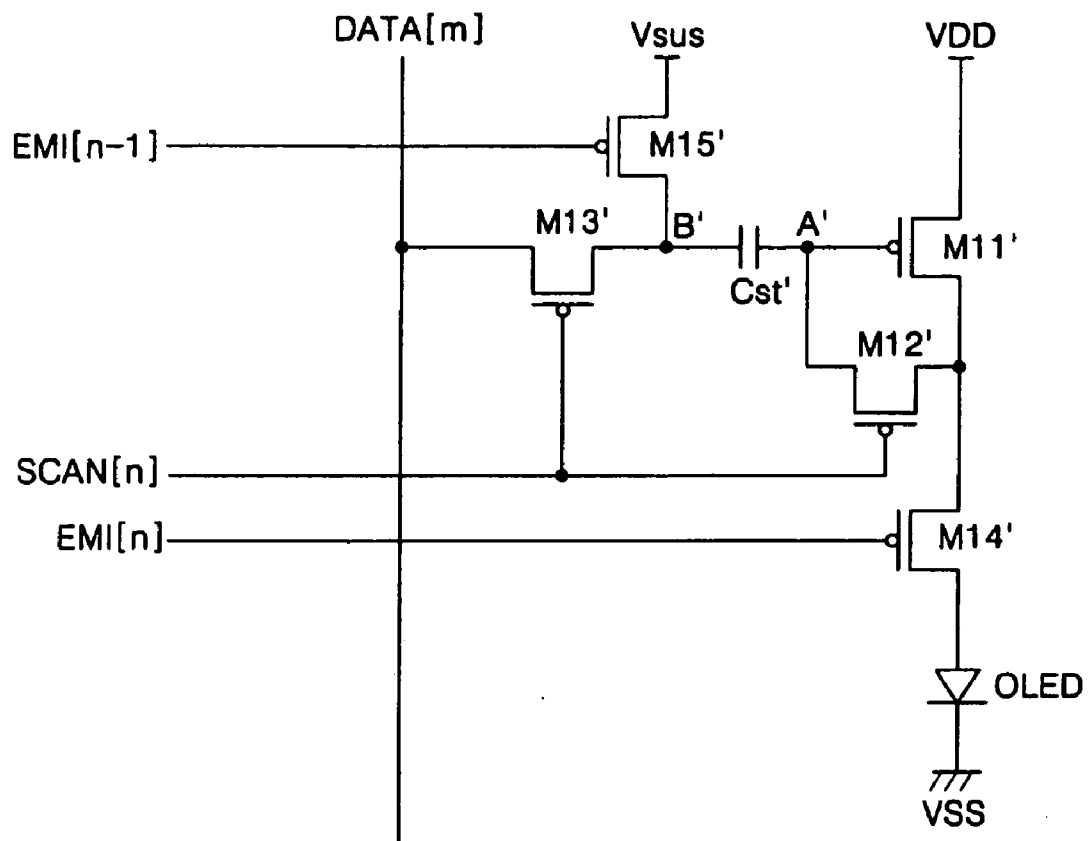 DATA[m]
Vsus
VDD
EMI[n-1]
M15'
M13'
B'
A'
M11'
Cst'
M12'
SCAN[n]
EMI[n]
M14'
OLED
VSS